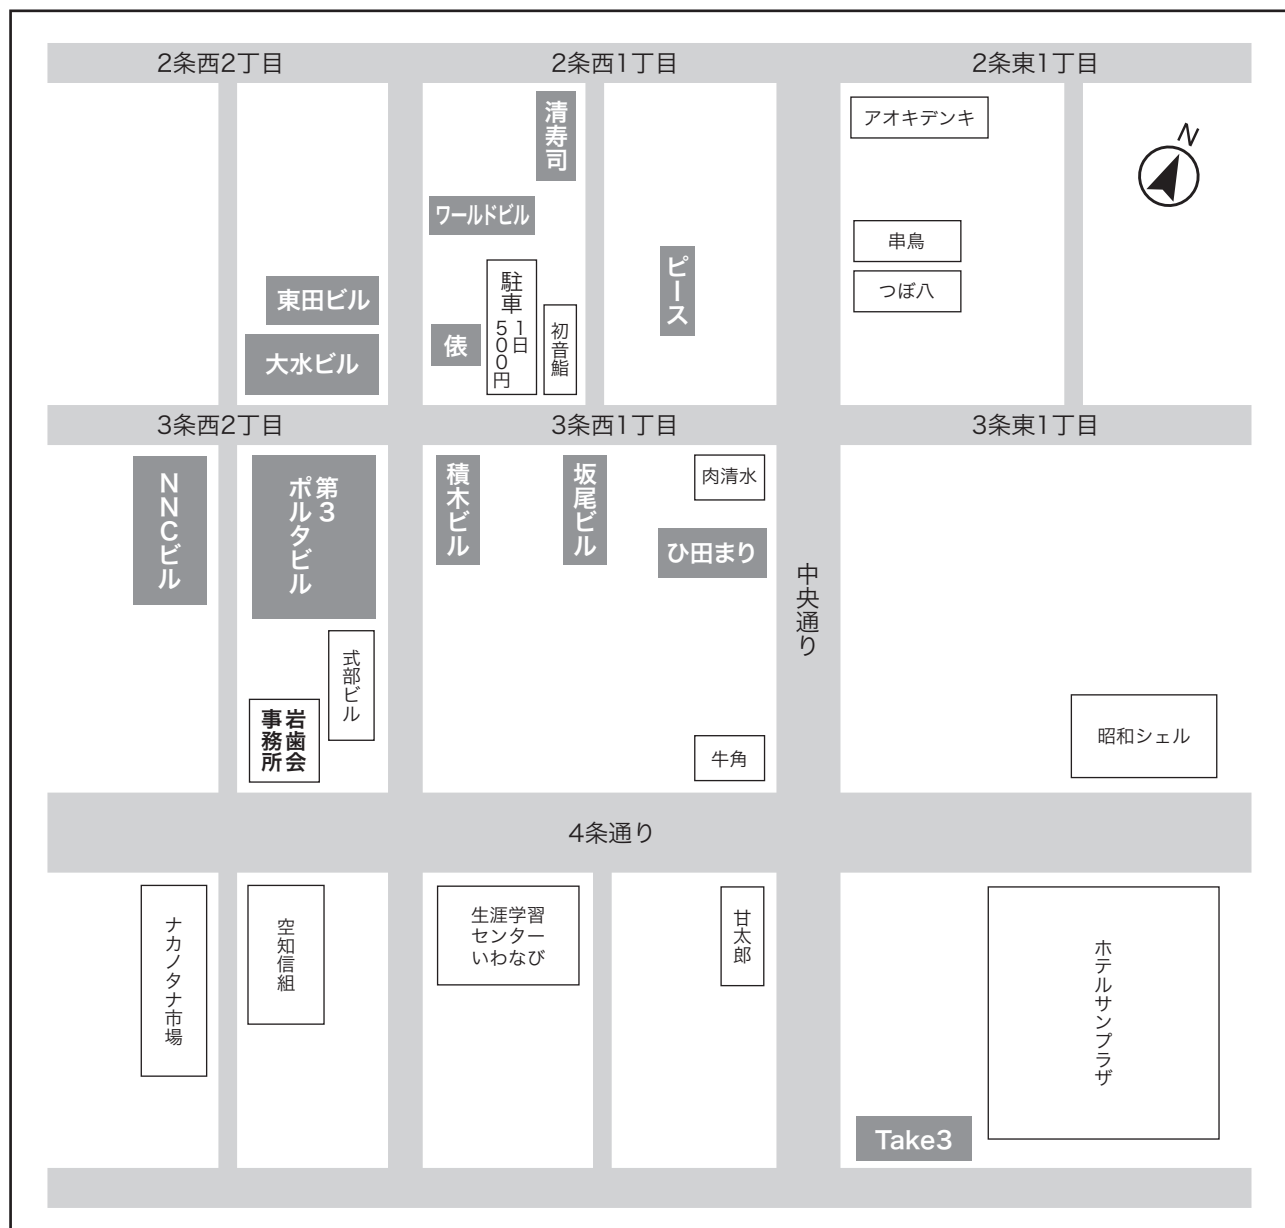 2条西2丁目
2条西1丁目
2条東1丁目
清寿司
アオキデンキ
N
ワールドビル
串鳥
つぼ八
ピース
東田ビル
大水ビル
俵
駐車
1日
500円
初音鮨
3条西2丁目
3条西1丁目
3条東1丁目
NNCビル
第3
ポルタビル
積木ビル
坂尾ビル
肉清水
ひ田まり
中央通り
式部ビル
岩歯会
事務所
牛角
昭和シェル
4条通り
ナカノタナ市場
空知信組
生涯学習
センター
いわなび
甘太郎
ホテルサンプラザ
Take3